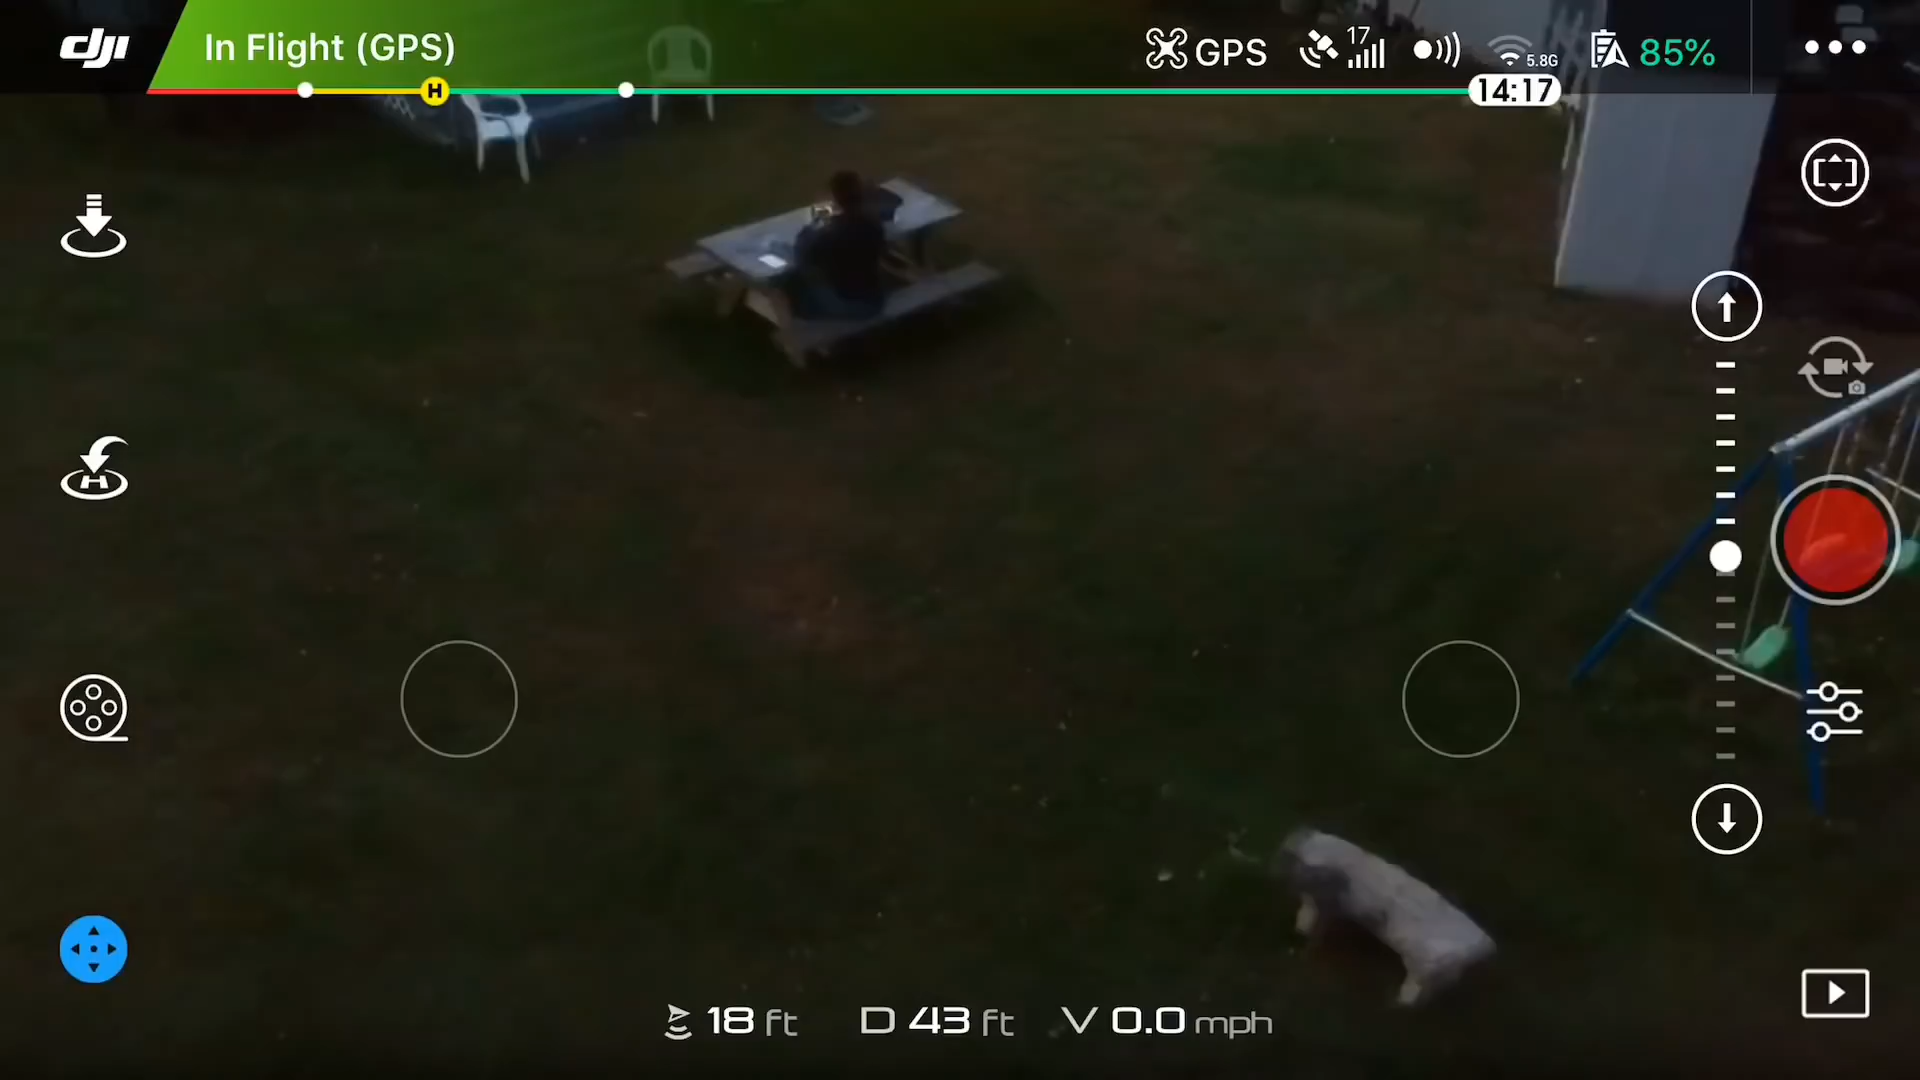 dji In Flight (GPS) GPS 17 5.8G 85%
H 14:17
H
18 ft D 43 ft V 0.0 mph